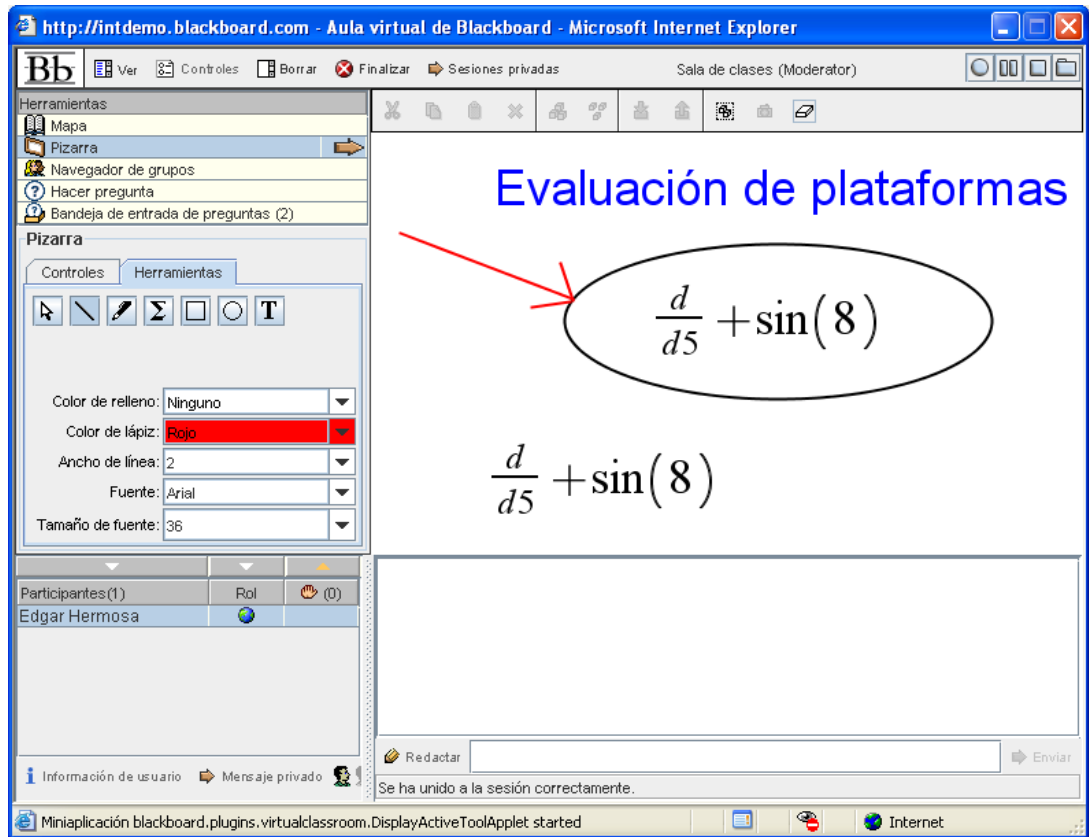 http://intdemo.blackboard.com - Aula virtual de Blackboard - Microsoft Internet Explorer
Bb Ver Controles Borrar Finalizar Sesiones privadas Sala de clases (Moderator)
Herramientas
Mapa
Pizarra
Navegador de grupos
Hacer pregunta
Bandeja de entrada de preguntas (2)
Pizarra
Controles Herramientas
Σ T
Color de relleno: Ninguno
Color de lápiz: Rojo
Ancho de línea: 2
Fuente: Arial
Tamaño de fuente: 36
Evaluación de plataformas
d/d5 + sin(8)
d/d5 + sin(8)
Participantes(1) Rol (0)
Edgar Hermosa
Información de usuario Mensaje privado
Redactar Enviar
Se ha unido a la sesión correctamente.
Miniaplicación blackboard.plugins.virtualclassroom.DisplayActiveToolApplet started Internet